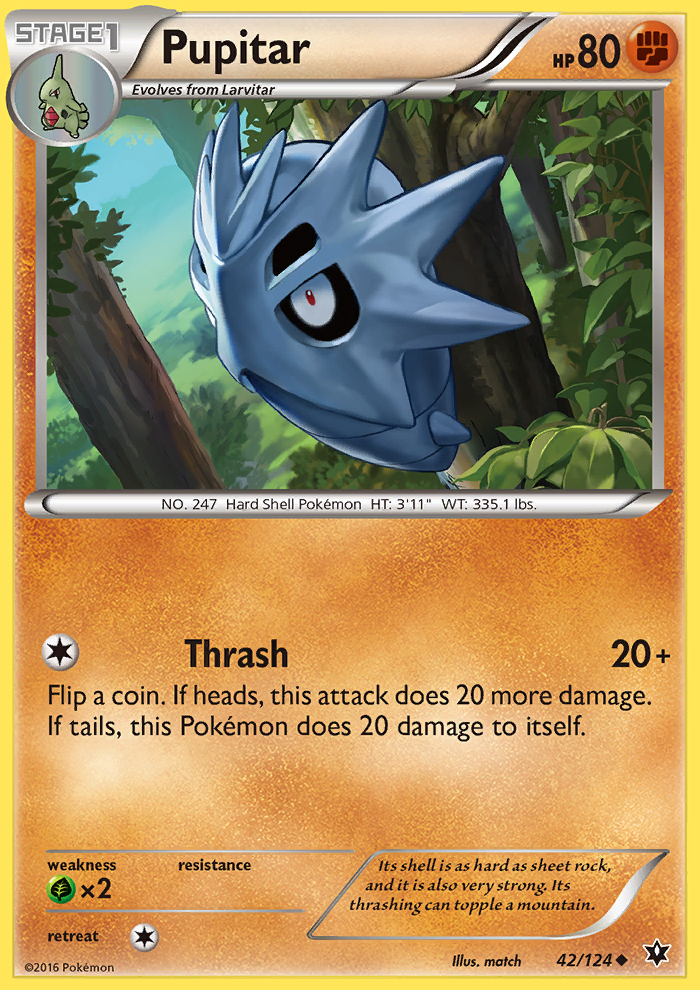 STAGE1
Pupitar
HP80
Evolves from Larvitar
NO. 247 Hard Shell Pokémon HT: 3'11" WT: 335.1 lbs.
Thrash 20+
Flip a coin. If heads, this attack does 20 more damage.
If tails, this Pokémon does 20 damage to itself.
weakness resistance
×2
retreat
Its shell is as hard as sheet rock,
and it is also very strong. Its
thrashing can topple a mountain.
©2016 Pokémon
Illus. match 42/124